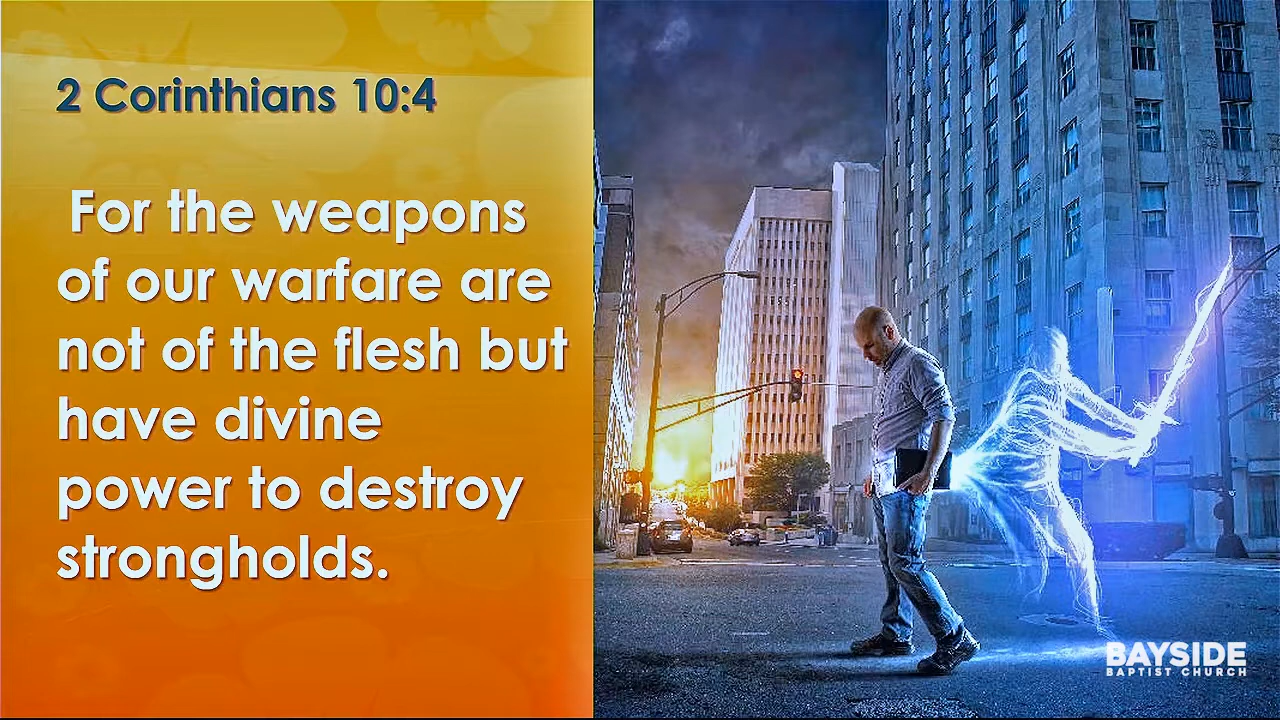 2 Corinthians 10:4
For the weapons
of our warfare are
not of the flesh but
have divine
power to destroy
strongholds.
BAYSIDE
BAPTIST CHURCH